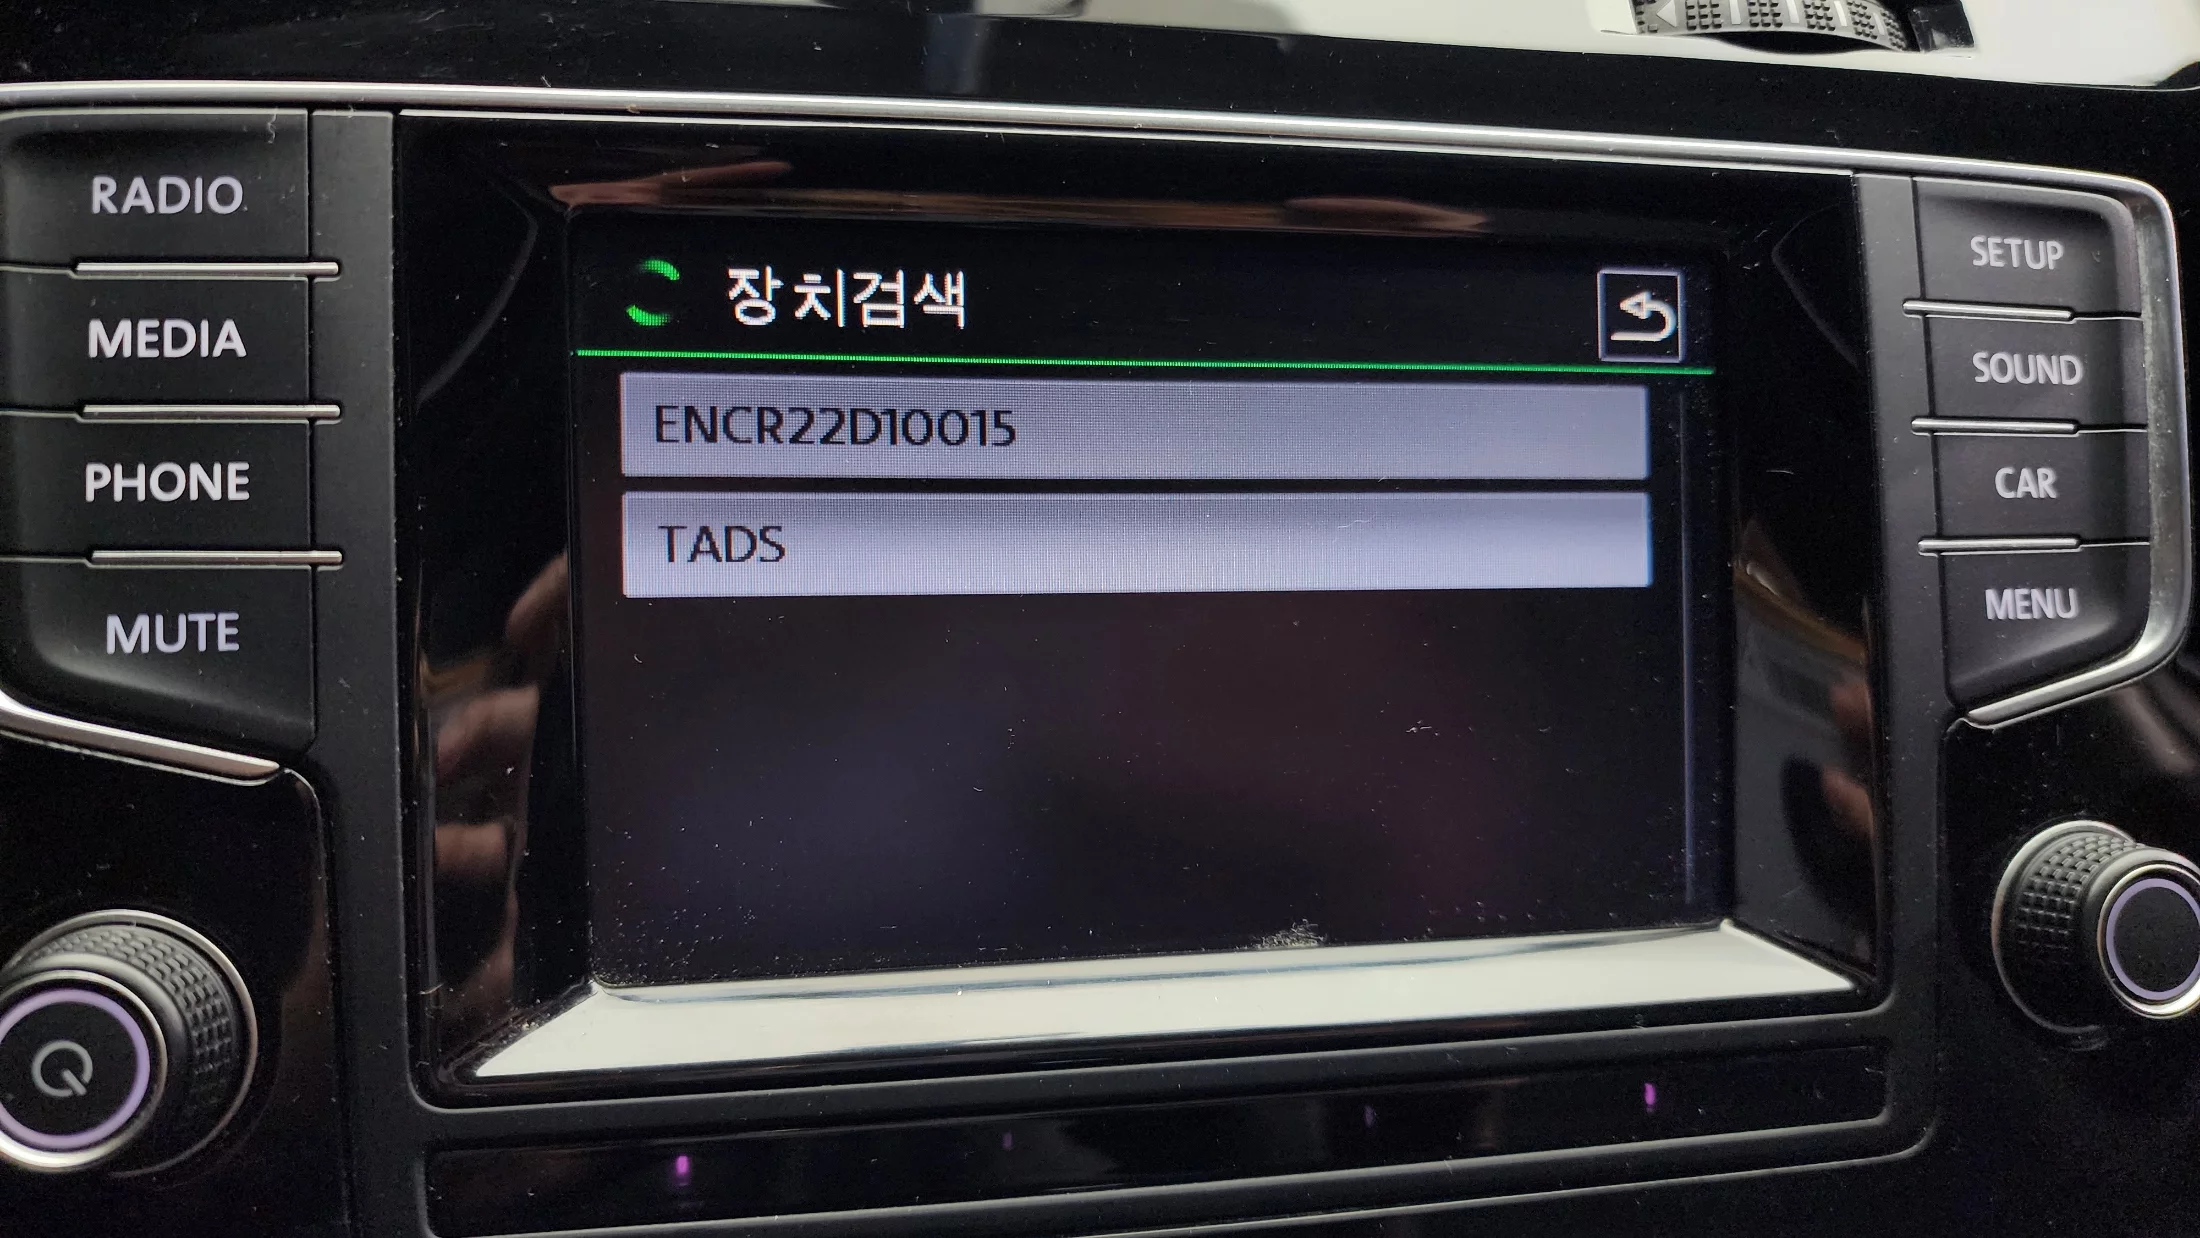 RADIO
MEDIA
PHONE
MUTE
장치검색
ENCR22D10015
TADS
SETUP
SOUND
CAR
MENU